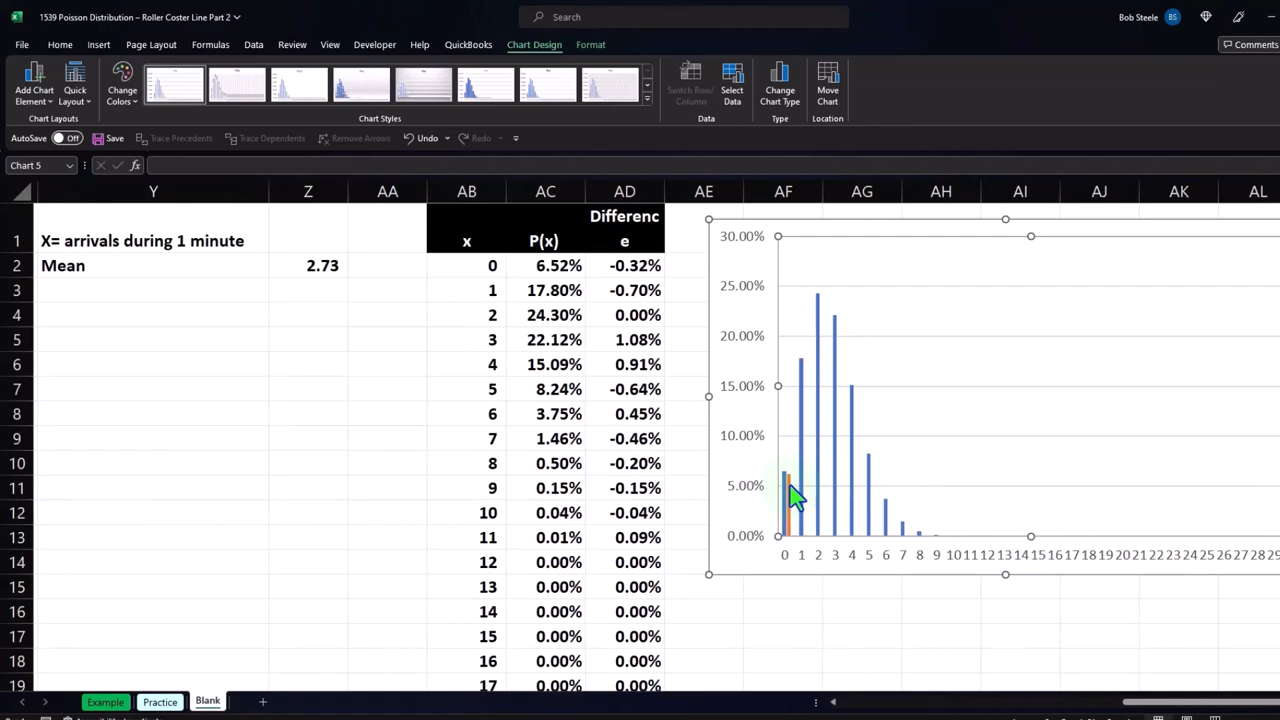 1539 Poisson Distribution – Roller Coster Line Part 2
Search
Bob Steele BS
File Home Insert Page Layout Formulas Data Review View Developer Help QuickBooks Chart Design Format
Comments
Add Chart Element
Quick Layout
Change Colors
Switch Row/ Column
Select Data
Change Chart Type
Move Chart
Chart Layouts
Chart Styles
Data
Type
Location
AutoSave Off Save Trace Precedents Trace Dependents Remove Arrows Undo Redo
Chart 5 fx
Y Z AA AB AC AD AE AF AG AH AI AJ AK AL
Differenc
1 X= arrivals during 1 minute x P(x) e
2 Mean 2.73 0 6.52% -0.32%
3 1 17.80% -0.70%
4 2 24.30% 0.00%
5 3 22.12% 1.08%
6 4 15.09% 0.91%
7 5 8.24% -0.64%
8 6 3.75% 0.45%
9 7 1.46% -0.46%
10 8 0.50% -0.20%
11 9 0.15% -0.15%
12 10 0.04% -0.04%
13 11 0.01% 0.09%
14 12 0.00% 0.00%
15 13 0.00% 0.00%
16 14 0.00% 0.00%
17 15 0.00% 0.00%
18 16 0.00% 0.00%
19 17 0.00% 0.00%
30.00%
25.00%
20.00%
15.00%
10.00%
5.00%
0.00%
0 1 2 3 4 5 6 7 8 9 10 11 12 13 14 15 16 17 18 19 20 21 22 23 24 25 26 27 28 29
Example Practice Blank